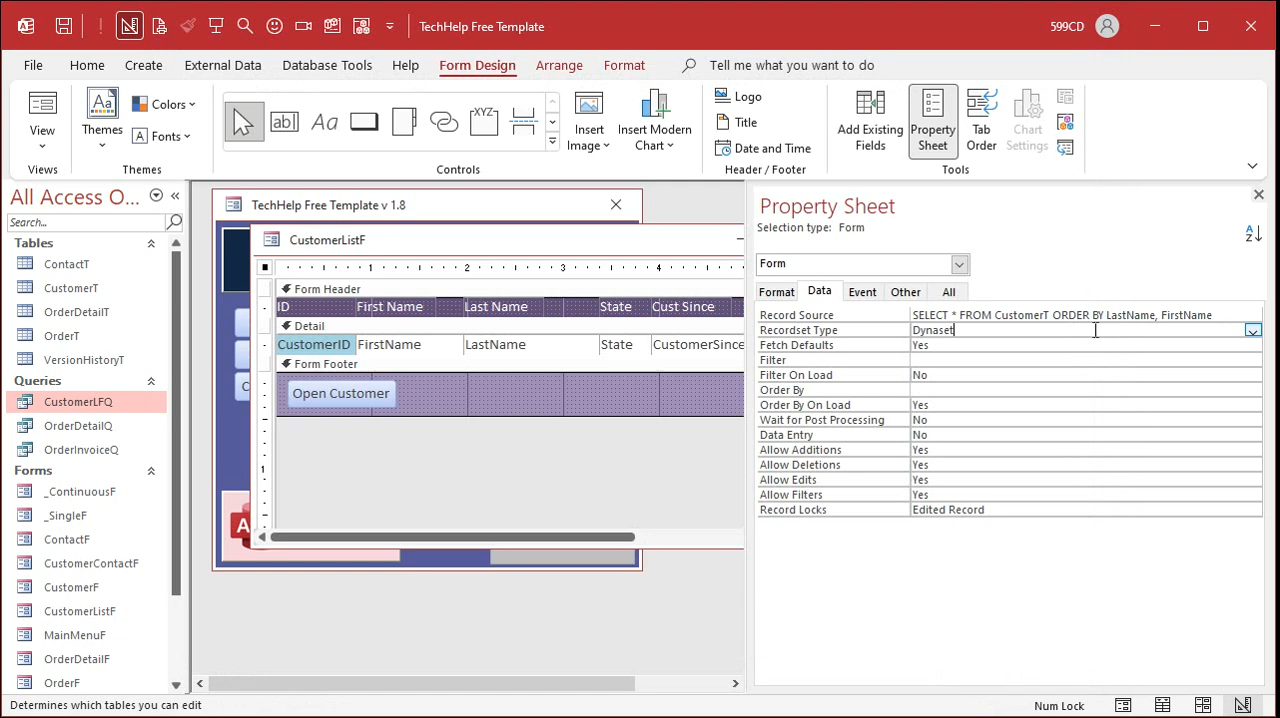 TechHelp Free Template
599CD
File Home Create External Data Database Tools Help Form Design Arrange Format Tell me what you want to do
View
Views
Aa
Themes
Colors
Fonts
Themes
ab
Aa
XYZ
Controls
Insert Image
Insert Modern Chart
Logo
Title
Date and Time
Header / Footer
Add Existing Fields
Property Sheet
Tab Order
Chart Settings
Tools
All Access O...
Search...
Tables
ContactT
CustomerT
OrderDetailT
OrderT
VersionHistoryT
Queries
CustomerLFQ
OrderDetailQ
OrderInvoiceQ
Forms
_ContinuousF
_SingleF
ContactF
CustomerContactF
CustomerF
CustomerListF
MainMenuF
OrderDetailF
OrderF
TechHelp Free Template v 1.8
C
A
CustomerListF
1 2 3 4
Form Header
ID First Name Last Name State Cust Since
Detail
CustomerID FirstName LastName State CustomerSince
Form Footer
Open Customer
1
Property Sheet
Selection type: Form
A
Z
Form
Format Data Event Other All
Record Source SELECT * FROM CustomerT ORDER BY LastName, FirstName
Recordset Type Dynaset
Fetch Defaults Yes
Filter
Filter On Load No
Order By
Order By On Load Yes
Wait for Post Processing No
Data Entry No
Allow Additions Yes
Allow Deletions Yes
Allow Edits Yes
Allow Filters Yes
Record Locks Edited Record
Determines which tables you can edit
Num Lock